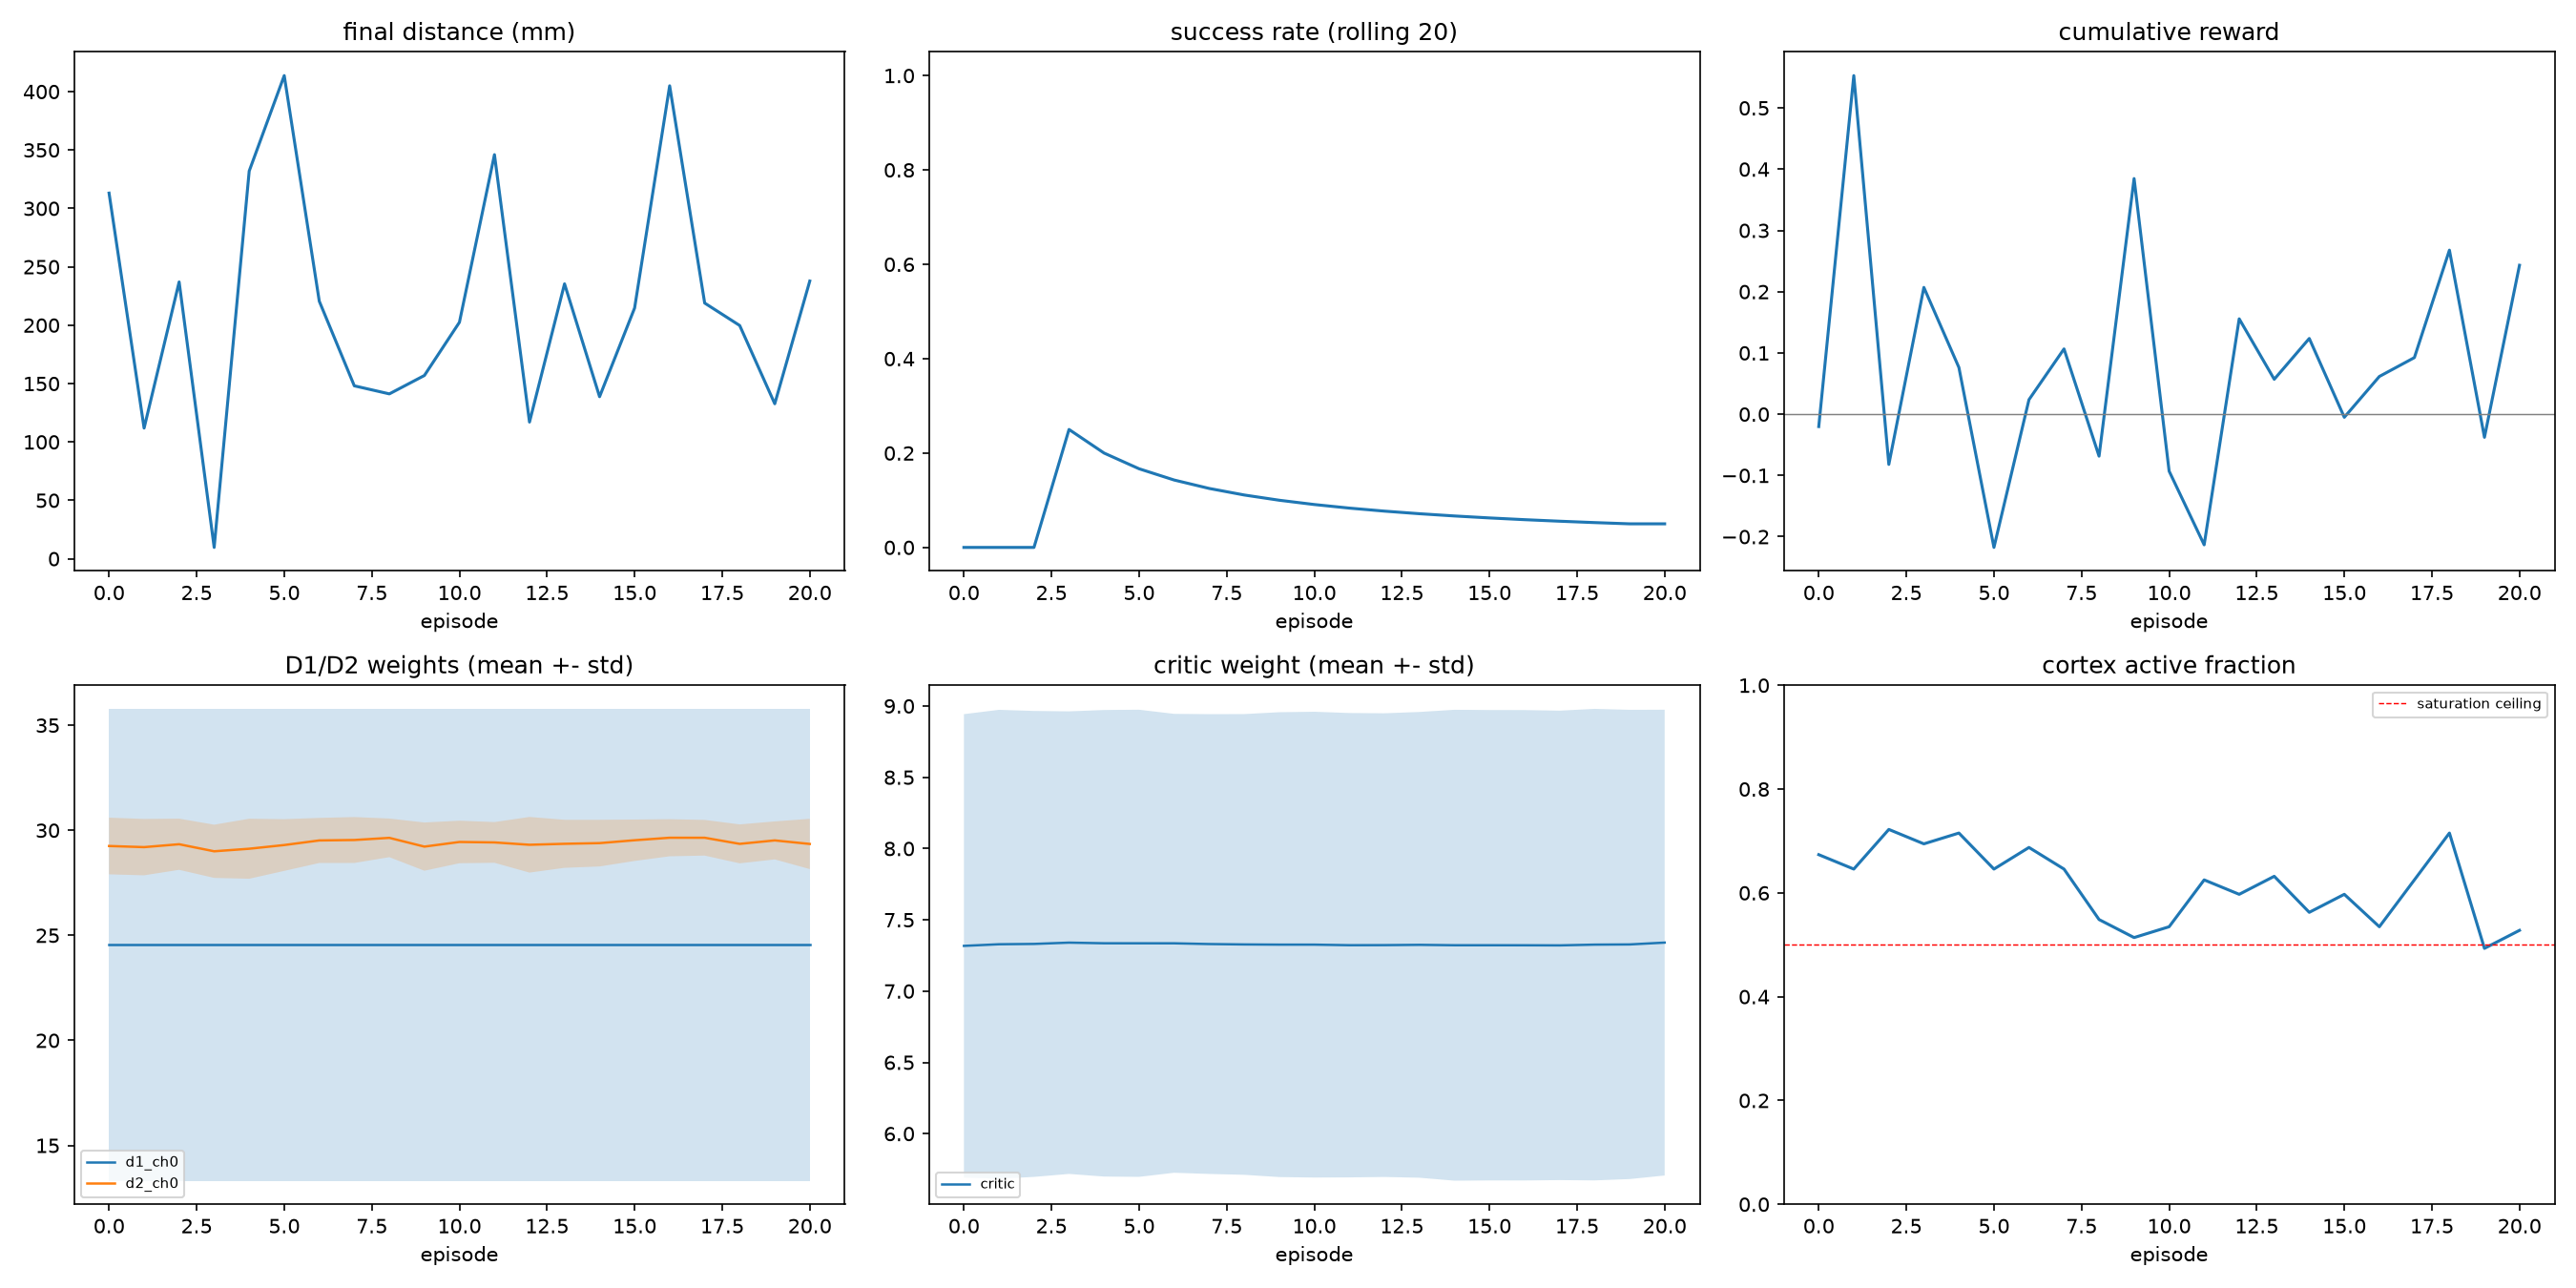 final distance (mm)
400
350
300
250
200
150
100
50
0
0.0 2.5 5.0 7.5 10.0 12.5 15.0 17.5 20.0
episode
success rate (rolling 20)
1.0
0.8
0.6
0.4
0.2
0.0
0.0 2.5 5.0 7.5 10.0 12.5 15.0 17.5 20.0
episode
cumulative reward
0.5
0.4
0.3
0.2
0.1
0.0
−0.1
−0.2
0.0 2.5 5.0 7.5 10.0 12.5 15.0 17.5 20.0
episode
D1/D2 weights (mean +- std)
35
30
25
20
15
d1_ch0
d2_ch0
0.0 2.5 5.0 7.5 10.0 12.5 15.0 17.5 20.0
episode
critic weight (mean +- std)
9.0
8.5
8.0
7.5
7.0
6.5
6.0
critic
0.0 2.5 5.0 7.5 10.0 12.5 15.0 17.5 20.0
episode
cortex active fraction
1.0
saturation ceiling
0.8
0.6
0.4
0.2
0.0
0.0 2.5 5.0 7.5 10.0 12.5 15.0 17.5 20.0
episode